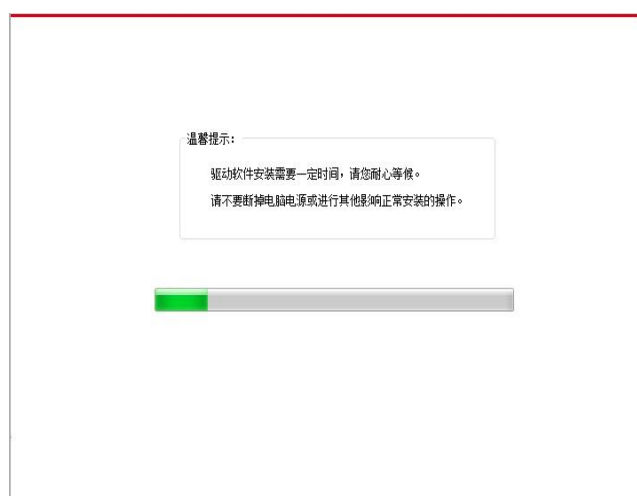 温馨提示：
驱动软件安装需要一定时间，请您耐心等候。
请不要断掉电脑电源或进行其他影响正常安装的操作。